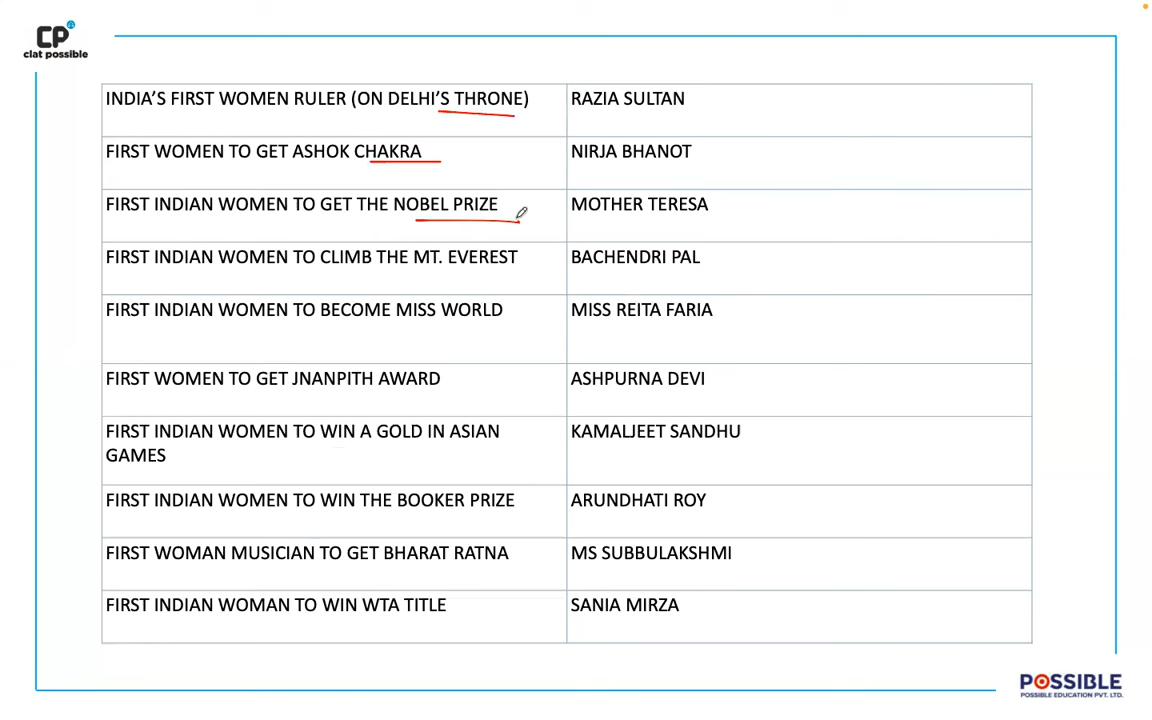 CP
clat possible
INDIA'S FIRST WOMEN RULER (ON DELHI'S THRONE) RAZIA SULTAN
FIRST WOMEN TO GET ASHOK CHAKRA NIRJA BHANOT
FIRST INDIAN WOMEN TO GET THE NOBEL PRIZE MOTHER TERESA
FIRST INDIAN WOMEN TO CLIMB THE MT. EVEREST BACHENDRI PAL
FIRST INDIAN WOMEN TO BECOME MISS WORLD MISS REITA FARIA
FIRST WOMEN TO GET JNANPITH AWARD ASHPURNA DEVI
FIRST INDIAN WOMEN TO WIN A GOLD IN ASIAN KAMALJEET SANDHU
GAMES
FIRST INDIAN WOMEN TO WIN THE BOOKER PRIZE ARUNDHATI ROY
FIRST WOMAN MUSICIAN TO GET BHARAT RATNA MS SUBBULAKSHMI
FIRST INDIAN WOMAN TO WIN WTA TITLE SANIA MIRZA
POSSIBLE
POSSIBLE EDUCATION PVT. LTD.